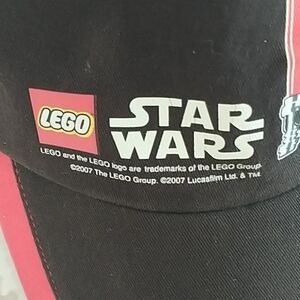 LEGO
STAR
WARS
LEGO and the LEGO logo are trademarks of the LEGO Group.
©2007 The LEGO Group. ©2007 Lucasfilm Ltd. & TM.